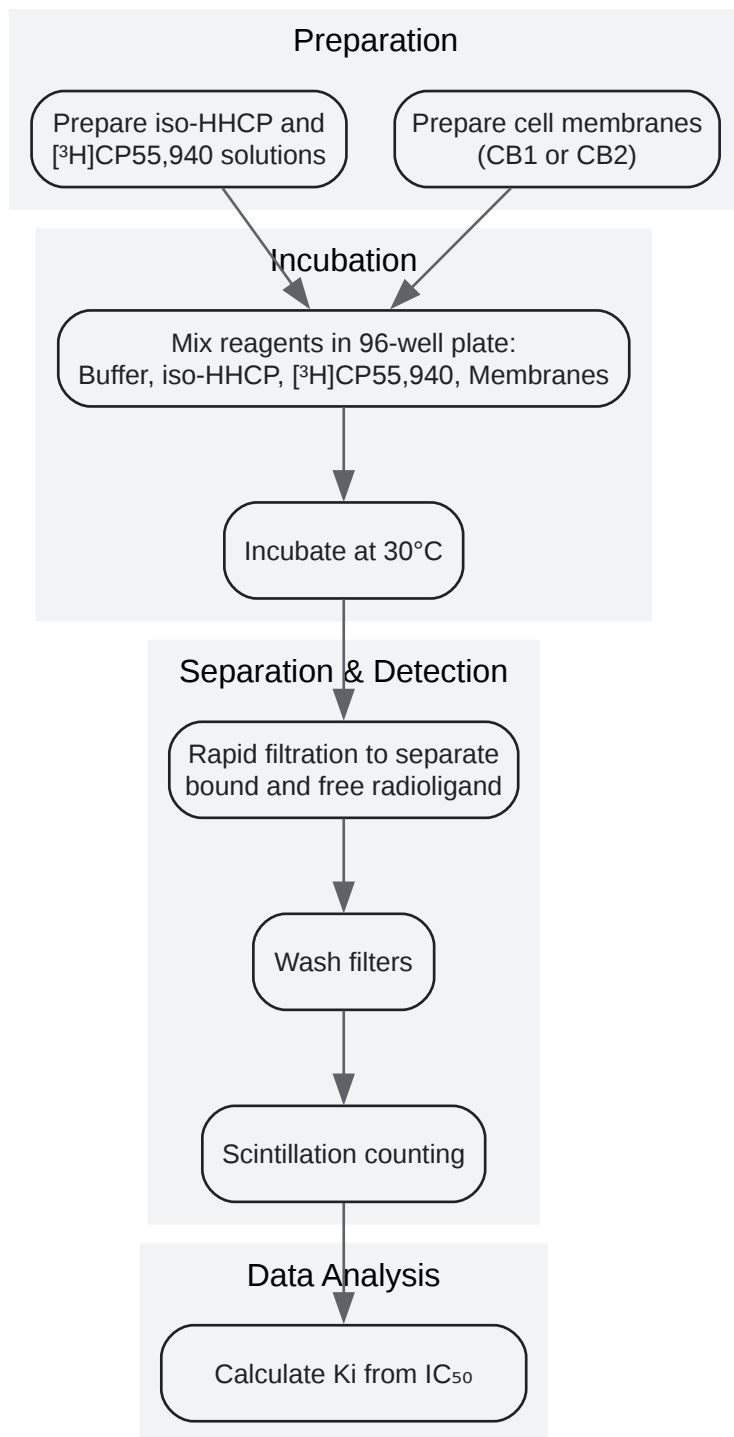 Preparation
Prepare iso-HHCP and
[³H]CP55,940 solutions
Prepare cell membranes
(CB1 or CB2)
Incubation
Mix reagents in 96-well plate:
Buffer, iso-HHCP, [³H]CP55,940, Membranes
Incubate at 30°C
Separation & Detection
Rapid filtration to separate
bound and free radioligand
Wash filters
Scintillation counting
Data Analysis
Calculate Ki from IC₅₀